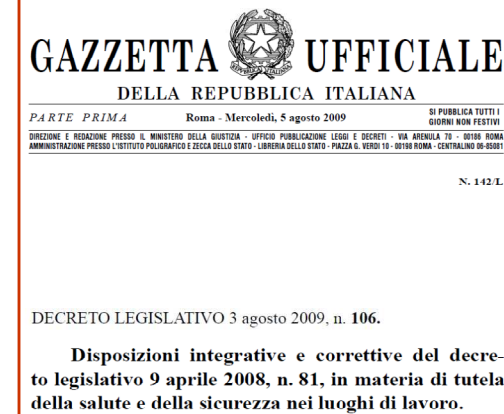 GAZZETTA UFFICIALE
DELLA REPUBBLICA ITALIANA
PARTE PRIMA Roma - Mercoledì, 5 agosto 2009 SI PUBBLICA TUTTI I
GIORNI NON FESTIVI
DIREZIONE E REDAZIONE PRESSO IL MINISTERO DELLA GIUSTIZIA - UFFICIO PUBBLICAZIONE LEGGI E DECRETI - VIA ARENULA 70 - 00186 ROMA
AMMINISTRAZIONE PRESSO L'ISTITUTO POLIGRAFICO E ZECCA DELLO STATO - LIBRERIA DELLO STATO - PIAZZA G. VERDI 10 - 00198 ROMA - CENTRALINO 06-85081
N. 142/L
DECRETO LEGISLATIVO 3 agosto 2009, n. 106.
Disposizioni integrative e correttive del decre-
to legislativo 9 aprile 2008, n. 81, in materia di tutela
della salute e della sicurezza nei luoghi di lavoro.